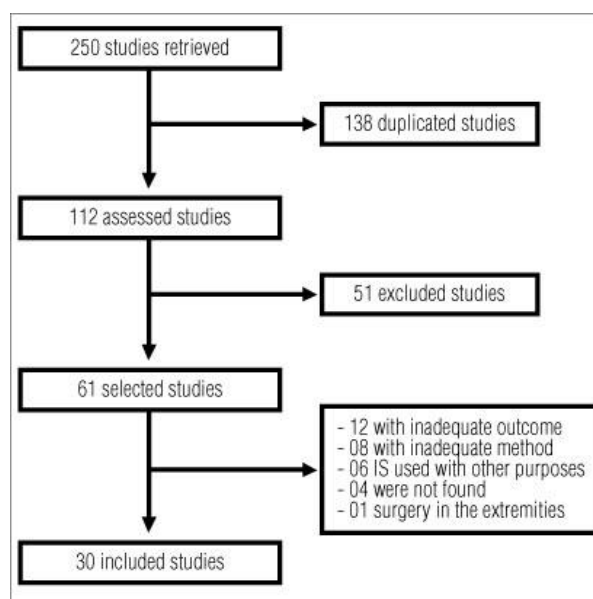 250 studies retrieved
138 duplicated studies
112 assessed studies
51 excluded studies
61 selected studies
- 12 with inadequate outcome
- 08 with inadequate method
- 06 IS used with other purposes
- 04 were not found
- 01 surgery in the extremities
30 included studies